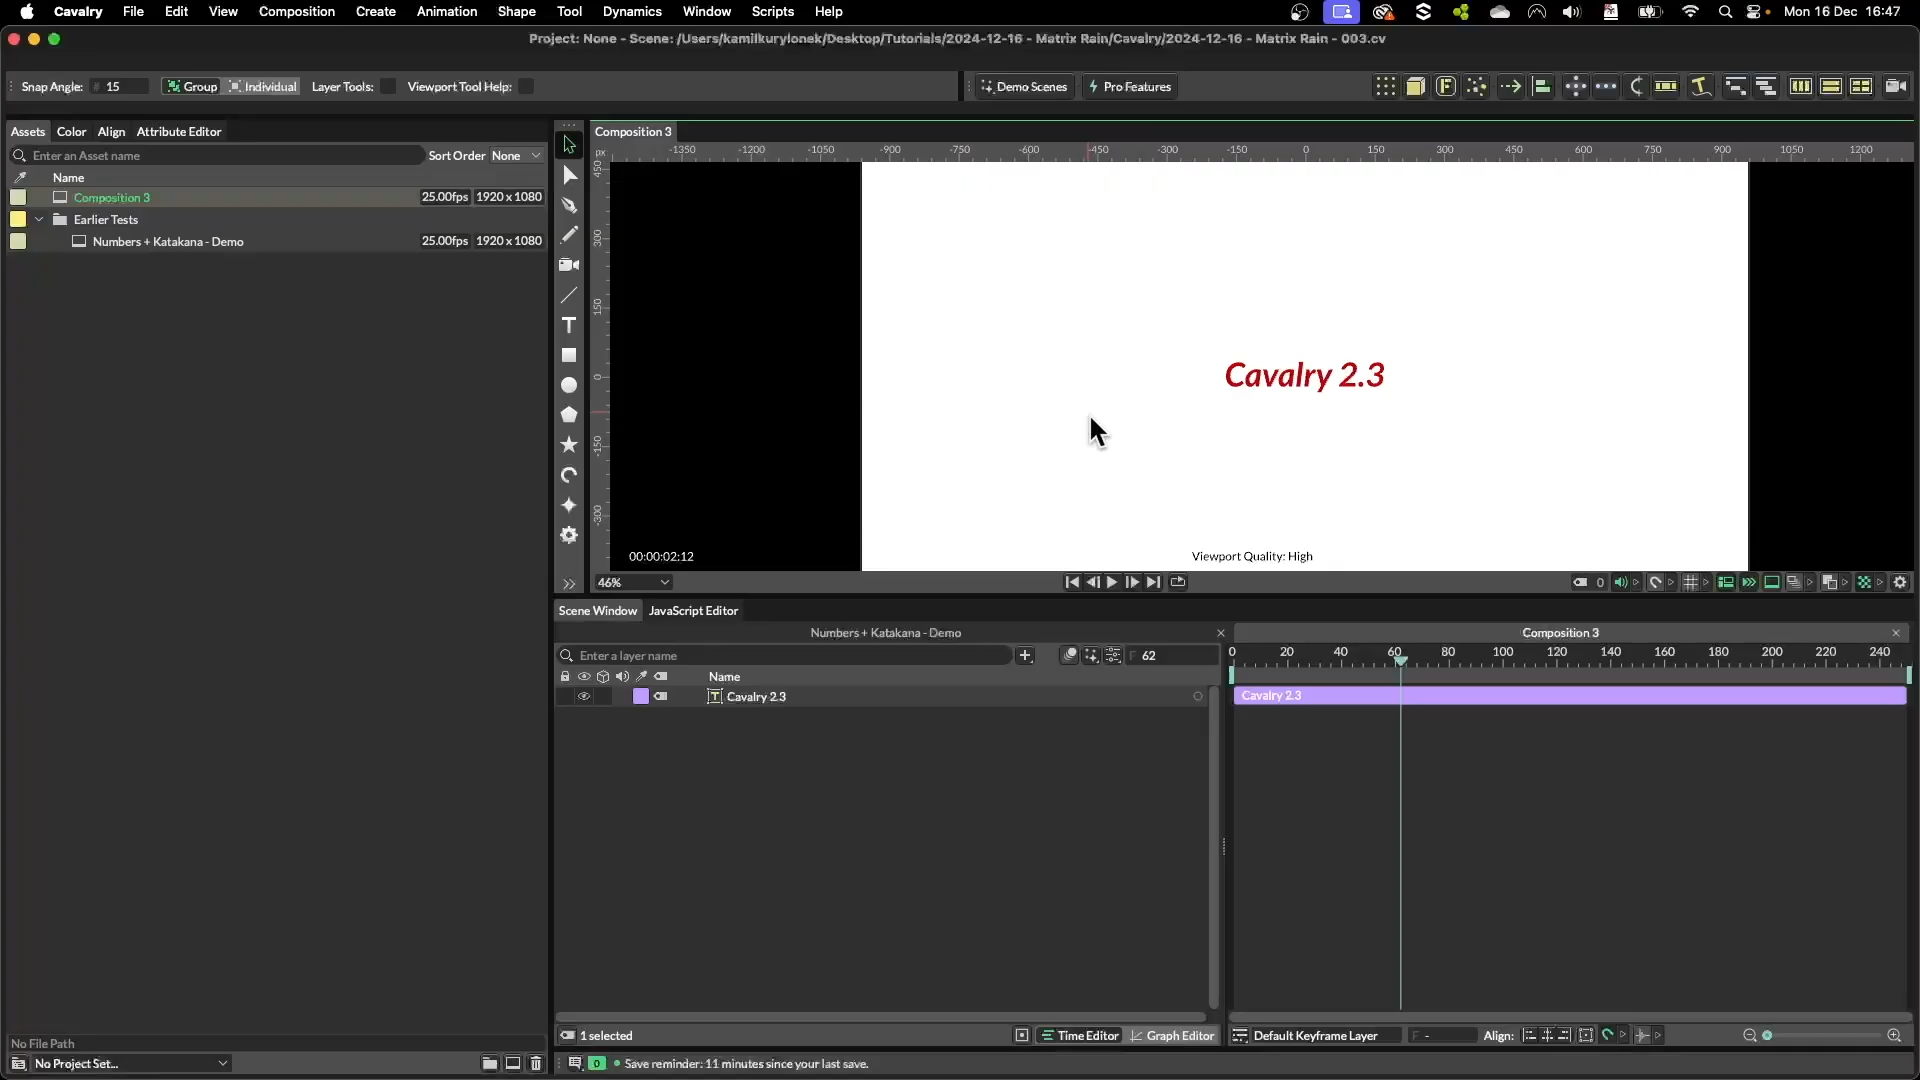 Cavalry File Edit View Composition Create Animation Shape Tool Dynamics Window Scripts Help Mon 16 Dec 16:47
Project: None - Scene: /Users/kamilkurylonek/Desktop/Tutorials/2024-12-16 - Matrix Rain/Cavalry/2024-12-16 - Matrix Rain - 003.cv
Snap Angle: 15 Group Individual Layer Tools: Viewport Tool Help: Demo Scenes Pro Features
Assets Color Align Attribute Editor Composition 3
px -1350 -1200 -1050 -900 -750 -600 -450 -300 -150 0 150 300 450 600 750 900 1050 1200
Enter an Asset name Sort Order None
Name
Composition 3 25.00fps 1920 x 1080
Earlier Tests
Numbers + Katakana - Demo 25.00fps 1920 x 1080
450
300
150
0
-150
-300
Cavalry 2.3
00:00:02:12 Viewport Quality: High
46% 0
Scene Window JavaScript Editor
Numbers + Katakana - Demo Composition 3
Enter a layer name F 62 0 20 40 60 80 100 120 140 160 180 200 220 240
Name
Cavalry 2.3 Cavalry 2.3
1 selected Time Editor Graph Editor Default Keyframe Layer F - Align:
No File Path
No Project Set... 0 Save reminder: 11 minutes since your last save.